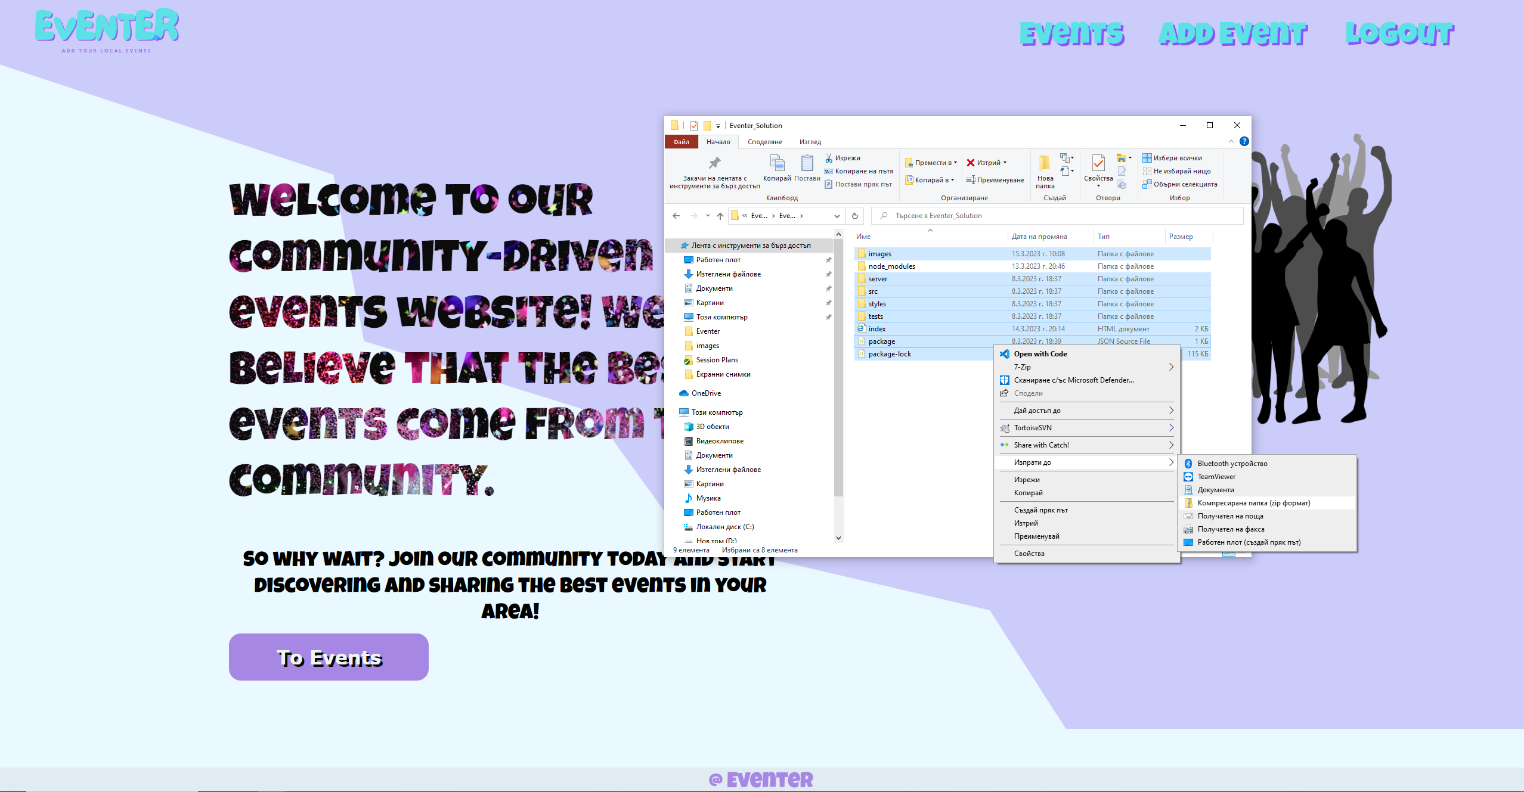 EVENTER
ADD YOUR LOCAL EVENTS
Events
Add Event
Logout
Welcome to our
community-driven
events website! We
believe that the bes
events come from t
community.
So why wait? Join our community today and start
discovering and sharing the best events in your
area!
To Events
@ Eventer
Eventer_Solution
Файл
Начало
Споделяне
Изглед
Закачи на лентата с
инструменти за бърз достъп
Копирай
Постави
Изрежи
Копиране на пътя
Постави пряк път
Клипборд
Премести в
Копирай в
Изтрий
Преименуване
Организиране
Нова
папка
Създай
Свойства
Отвори
Избери всички
Не избирай нищо
Обърни селекцията
Избор
« Eve... › Eve... ›
Търсене в Eventer_Solution
Лента с инструменти за бърз достъп
Работен плот
Изтеглени файлове
Документи
Картини
Този компютър
Eventer
images
Session Plans
Екранни снимки
OneDrive
Този компютър
3D обекти
Видеоклипове
Документи
Изтеглени файлове
Картини
Музика
Работен плот
Локален диск (C:)
Нов том (D:)
Име Дата на промяна Тип Размер
images 15.3.2023 г. 10:08 Папка с файлове
node_modules 13.3.2023 г. 20:46 Папка с файлове
server 8.3.2023 г. 18:37 Папка с файлове
src 8.3.2023 г. 18:37 Папка с файлове
styles 8.3.2023 г. 18:37 Папка с файлове
tests 8.3.2023 г. 18:37 Папка с файлове
index 14.3.2023 г. 20:14 HTML документ 2 КБ
package 8.3.2023 г. 18:39 JSON Source File 1 КБ
package-lock 115 КБ
9 елемента Избрани са 8 елемента
Open with Code
7-Zip
Сканиране с/ъс Microsoft Defender...
Сподели
Дай достъп до
TortoiseSVN
Share with Catch!
Изпрати до
Изрежи
Копирай
Създай пряк път
Изтрий
Преименувай
Свойства
Bluetooth устройство
TeamViewer
Документи
Компресирана папка (zip формат)
Получател на поща
Получател на факса
Работен плот (създай пряк път)